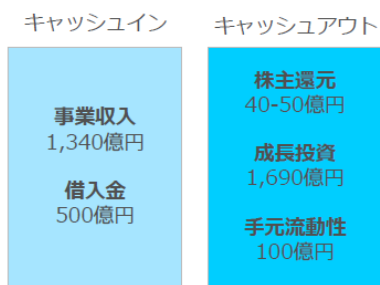 キャッシュイン
事業収入
1,340億円
借入金
500億円
キャッシュアウト
株主還元
40-50億円
成長投資
1,690億円
手元流動性
100億円